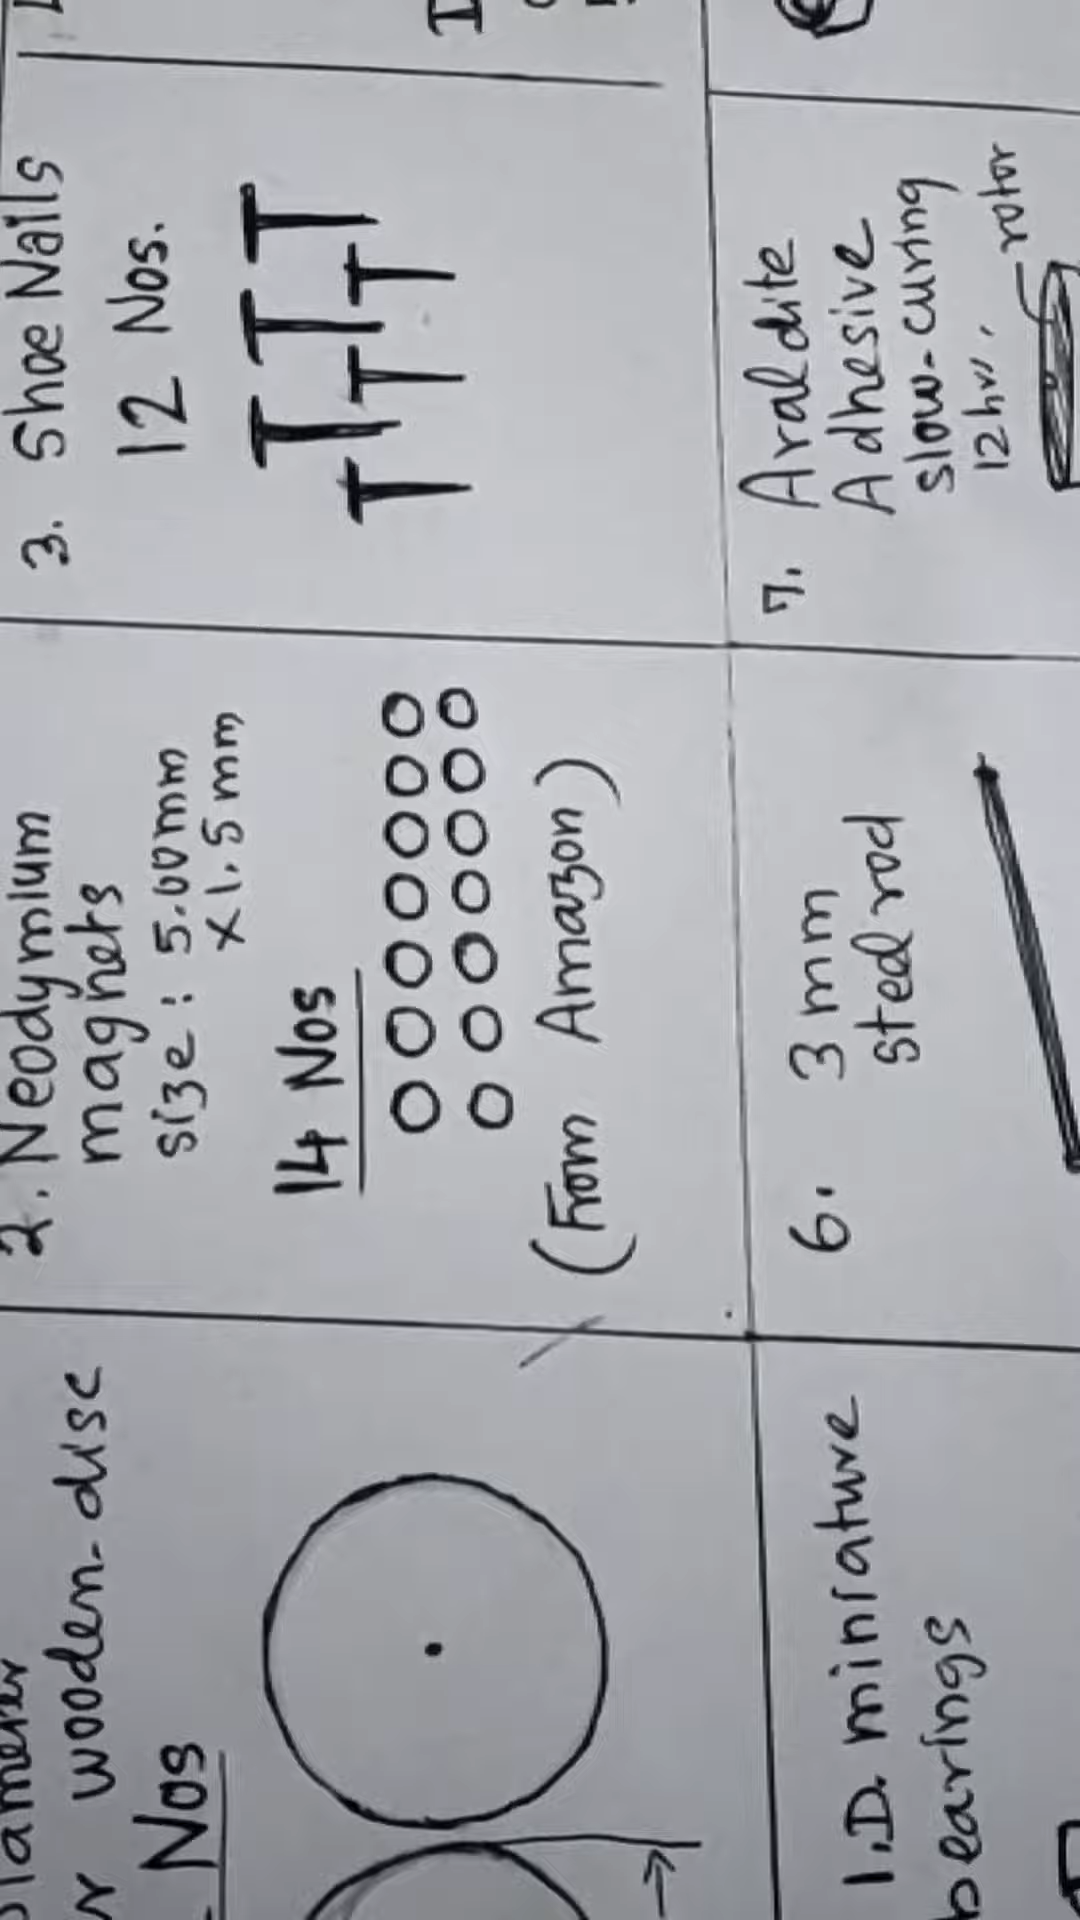 wooden-disc
Nos
2. Neodymium
magnets
size: 5.00mm
x1.5mm
14 Nos
(From Amazon)
3. Shoe Nails
12 Nos.
I.D. miniature
bearings
6. 3mm
steel rod
7. Araldite
Adhesive
slow-curing
12hr.
rotor